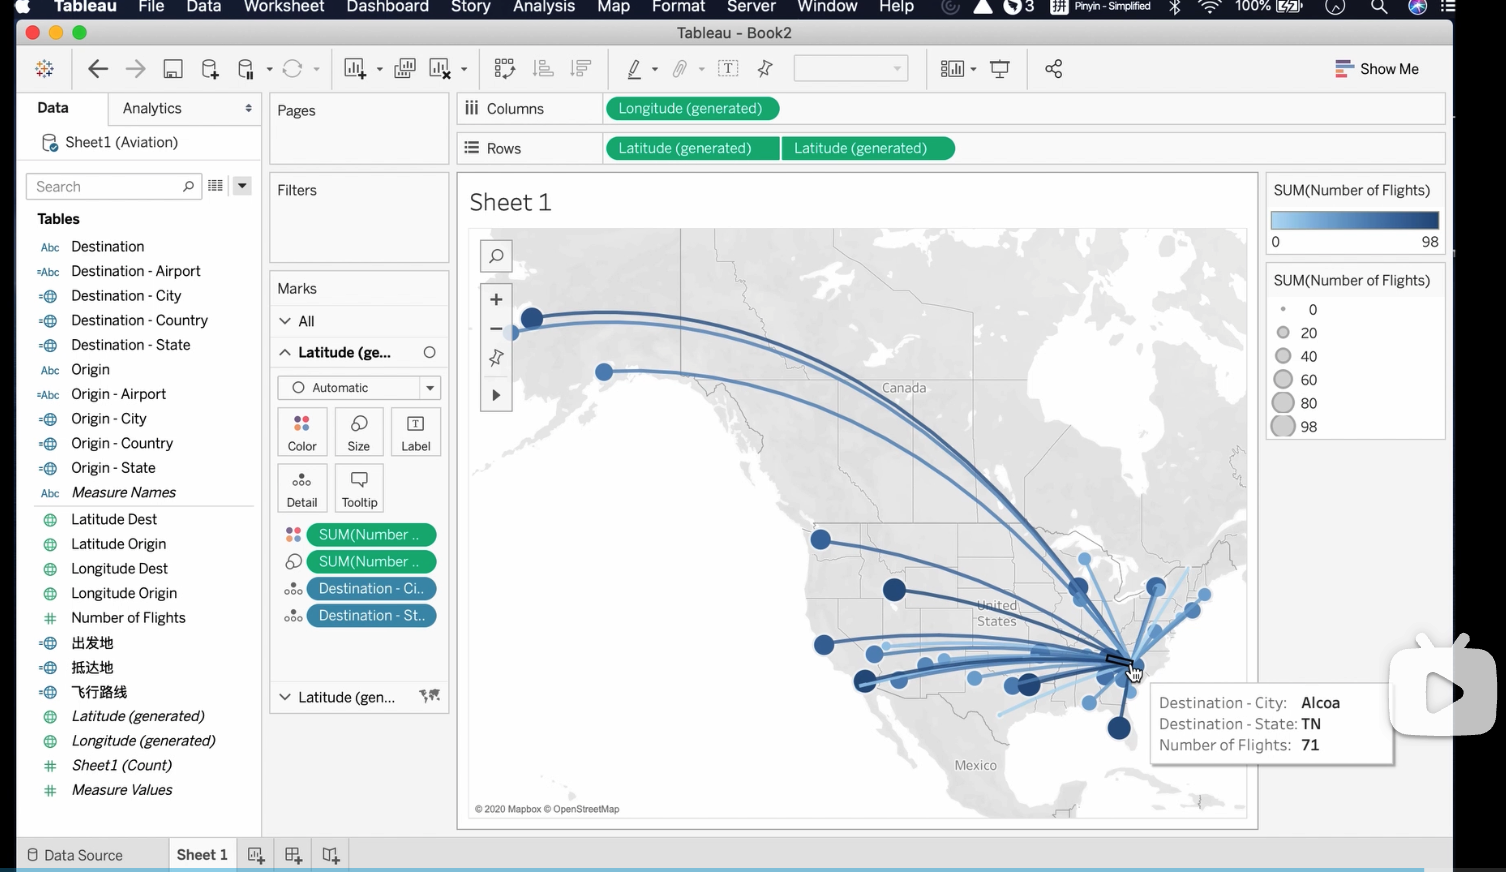 Tableau File Data Worksheet Dashboard Story Analysis Map Format Server Window Help 3 拼 Pinyin - Simplified 100%
Tableau - Book2
Show Me
Data Analytics
Sheet1 (Aviation)
Search
Tables
Abc Destination
=Abc Destination - Airport
Destination - City
Destination - Country
Destination - State
Abc Origin
=Abc Origin - Airport
Origin - City
Origin - Country
Origin - State
Abc Measure Names
Latitude Dest
Latitude Origin
Longitude Dest
Longitude Origin
# Number of Flights
出发地
抵达地
飞行路线
Latitude (generated)
Longitude (generated)
# Sheet1 (Count)
# Measure Values
Pages
Filters
Marks
All
Latitude (ge...
Automatic
Color Size Label
Detail Tooltip
SUM(Number ..
SUM(Number ..
Destination - Ci..
Destination - St..
Latitude (gen...
Columns Longitude (generated)
Rows Latitude (generated) Latitude (generated)
Sheet 1
Canada
United
States
Mexico
Destination - City: Alcoa
Destination - State: TN
Number of Flights: 71
© 2020 Mapbox © OpenStreetMap
SUM(Number of Flights)
0 98
SUM(Number of Flights)
0
20
40
60
80
98
Data Source Sheet 1